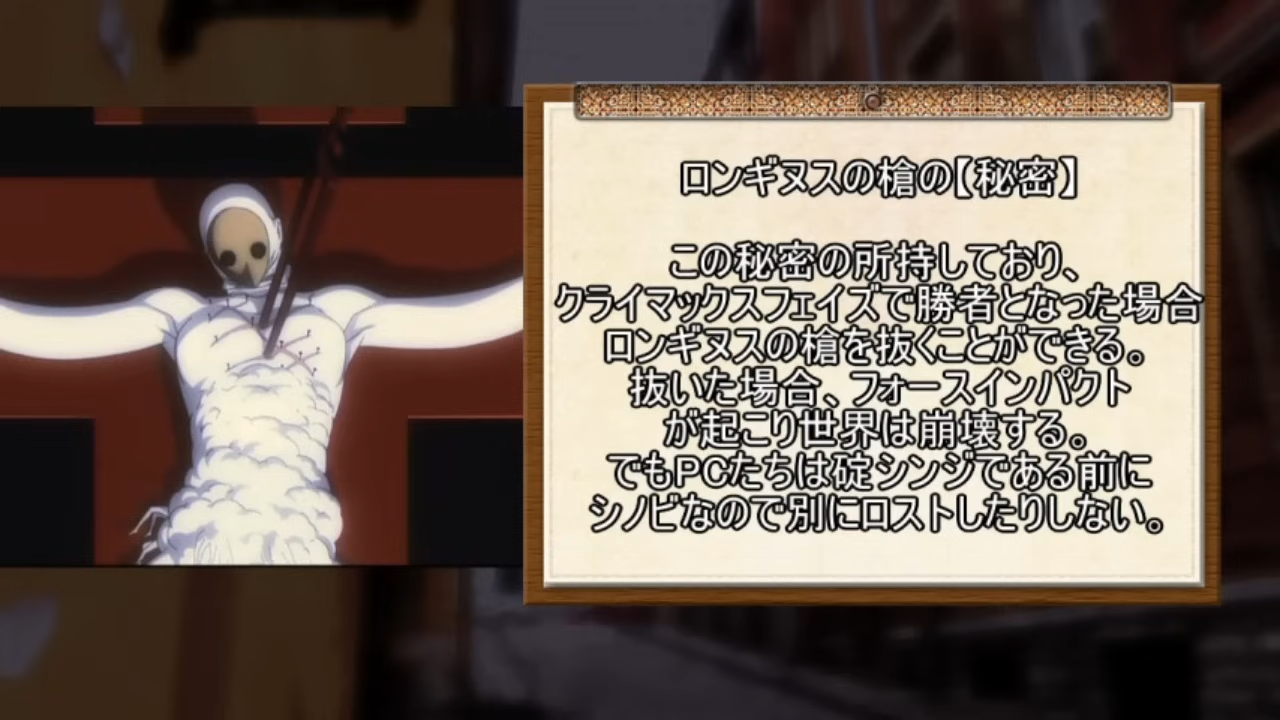 ロンギヌスの槍の【秘密】
この秘密の所持しており、
クライマックスフェイズで勝者となった場合
ロンギヌスの槍を抜くことができる。
抜いた場合、フォースインパクト
が起こり世界は崩壊する。
でもPCたちは碇シンジである前に
シノビなので別にロストしたりしない。